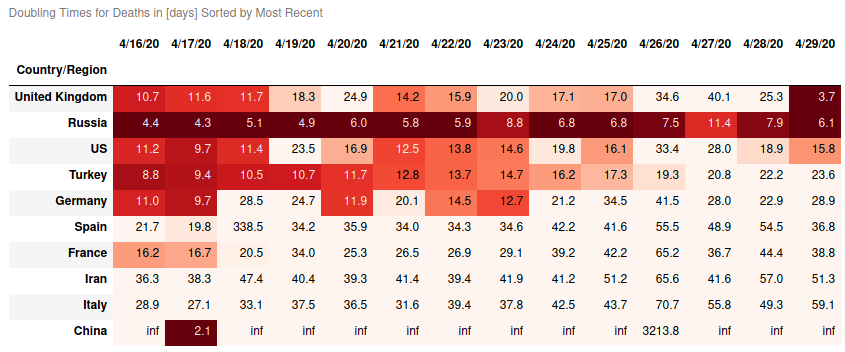 Doubling Times for Deaths in [days] Sorted by Most Recent
4/16/20 4/17/20 4/18/20 4/19/20 4/20/20 4/21/20 4/22/20 4/23/20 4/24/20 4/25/20 4/26/20 4/27/20 4/28/20 4/29/20
Country/Region
United Kingdom 10.7 11.6 11.7 18.3 24.9 14.2 15.9 20.0 17.1 17.0 34.6 40.1 25.3 3.7
Russia 4.4 4.3 5.1 4.9 6.0 5.8 5.9 8.8 6.8 6.8 7.5 11.4 7.9 6.1
US 11.2 9.7 11.4 23.5 16.9 12.5 13.8 14.6 19.8 16.1 33.4 28.0 18.9 15.8
Turkey 8.8 9.4 10.5 10.7 11.7 12.8 13.7 14.7 16.2 17.3 19.3 20.8 22.2 23.6
Germany 11.0 9.7 28.5 24.7 11.9 20.1 14.5 12.7 21.2 34.5 41.5 28.0 22.9 28.9
Spain 21.7 19.8 338.5 34.2 35.9 34.0 34.3 34.6 42.2 41.6 55.5 48.9 54.5 36.8
France 16.2 16.7 20.5 34.0 25.3 26.5 26.9 29.1 39.2 42.2 65.2 36.7 44.4 38.8
Iran 36.3 38.3 47.4 40.4 39.3 41.4 39.4 41.9 41.2 51.2 65.6 41.6 57.0 51.3
Italy 28.9 27.1 33.1 37.5 36.5 31.6 39.4 37.8 42.5 43.7 70.7 55.8 49.3 59.1
China inf 2.1 inf inf inf inf inf inf inf inf 3213.8 inf inf inf